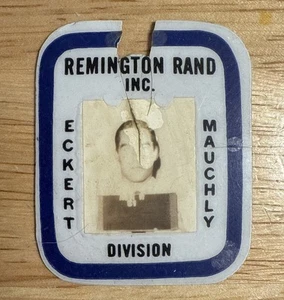 REMINGTON RAND
INC.
ECKERT
MAUCHLY
DIVISION